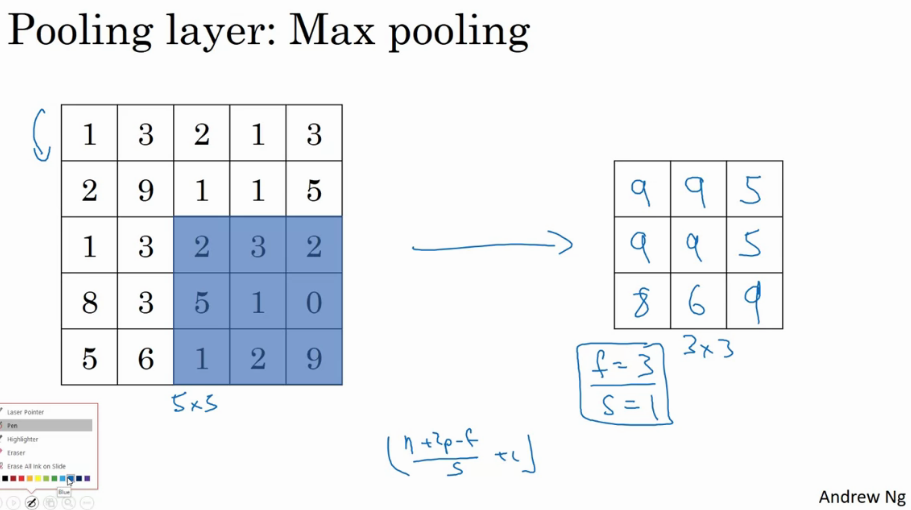 Pooling layer: Max pooling
1 3 2 1 3
2 9 1 1 5
1 3 2 3 2
8 3 5 1 0
5 6 1 2 9
5x5
9 9 5
9 9 5
8 6 9
3x3
f = 3
s = 1
n+2p-f
s
+1
Laser Pointer
Pen
Highlighter
Eraser
Erase All Ink on Slide
Blue
Andrew Ng